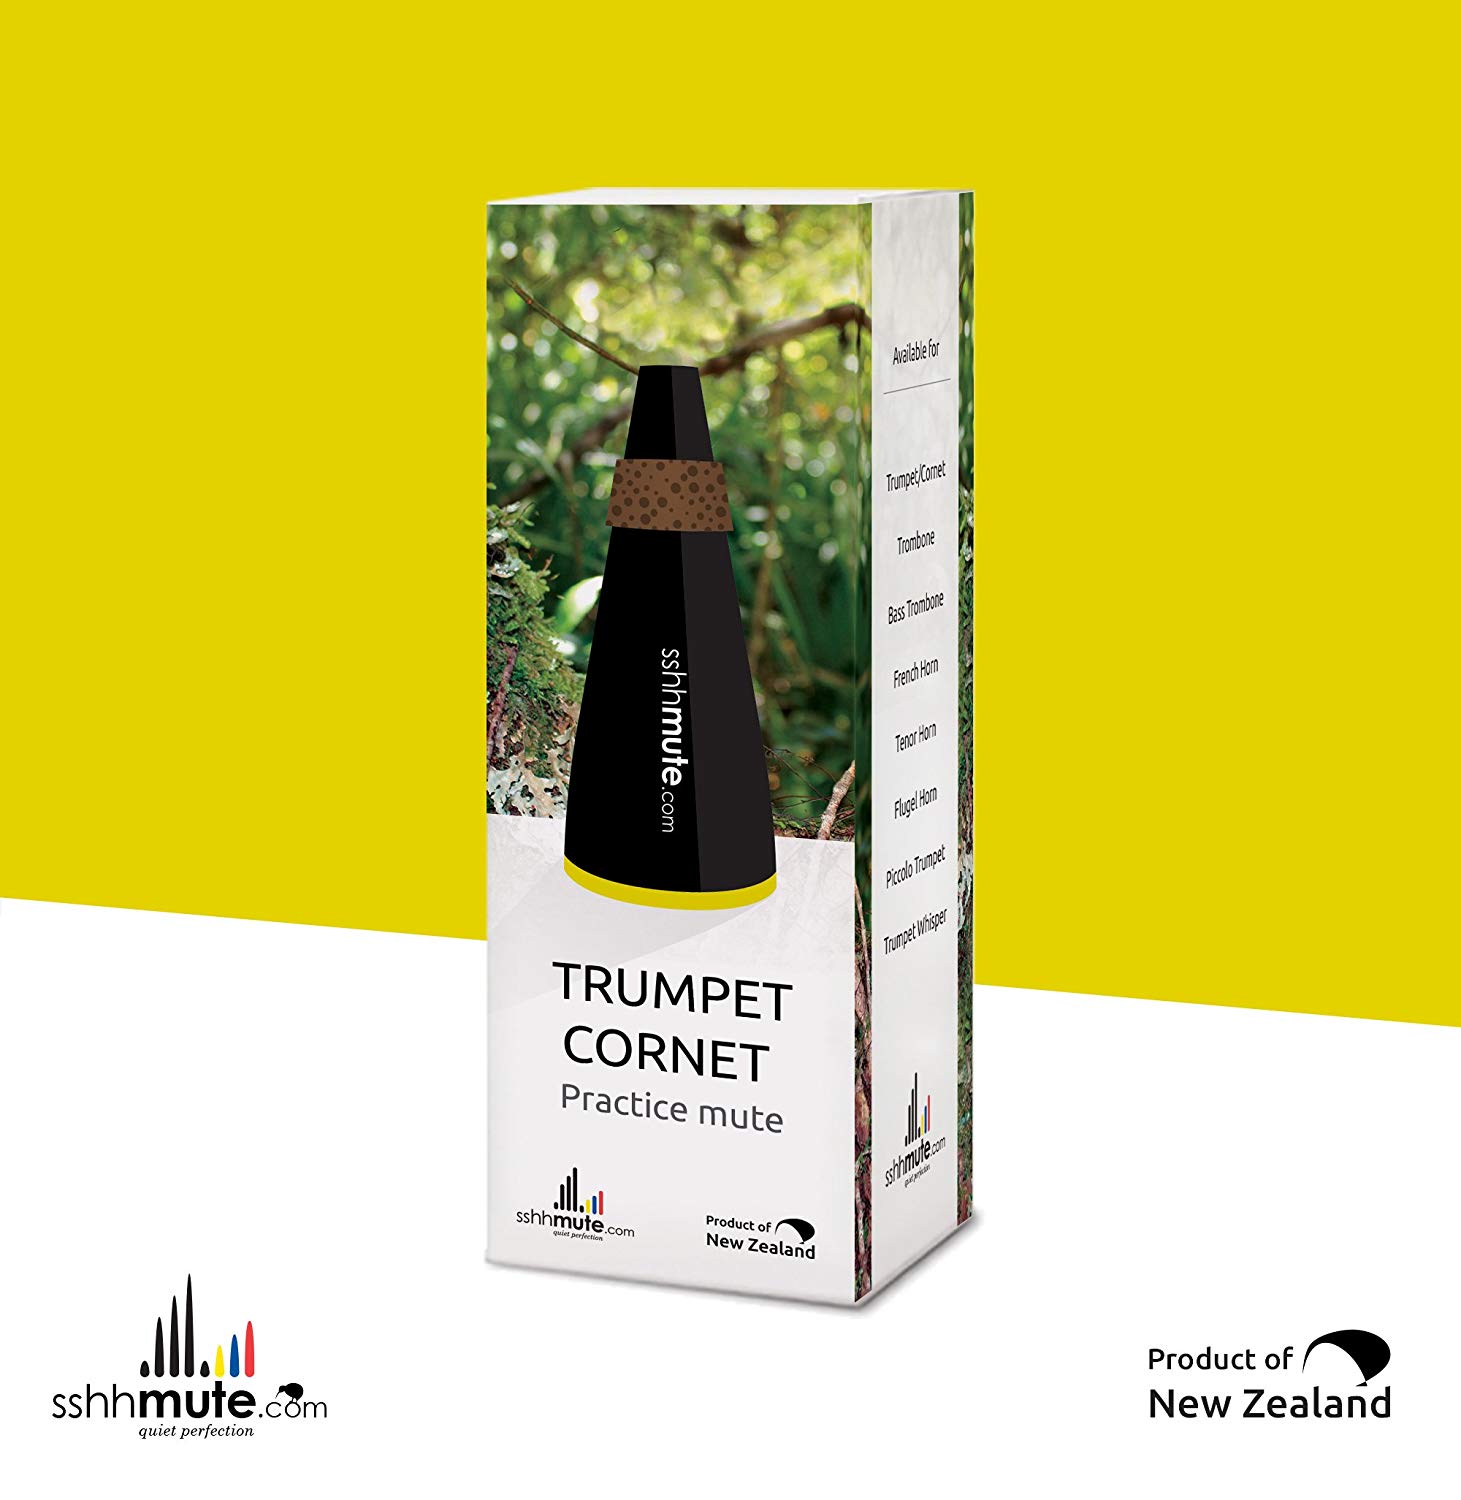 sshhmute.com
TRUMPET
CORNET
Practice mute
sshhmute.com
quiet perfection
Product of
New Zealand
Available for
Trumpet/Cornet
Trombone
Bass Trombone
French Horn
Tenor Horn
Flugel Horn
Piccolo Trumpet
Trumpet Whisper
sshhmute.com
quiet perfection
sshhmute.com
quiet perfection
Product of
New Zealand